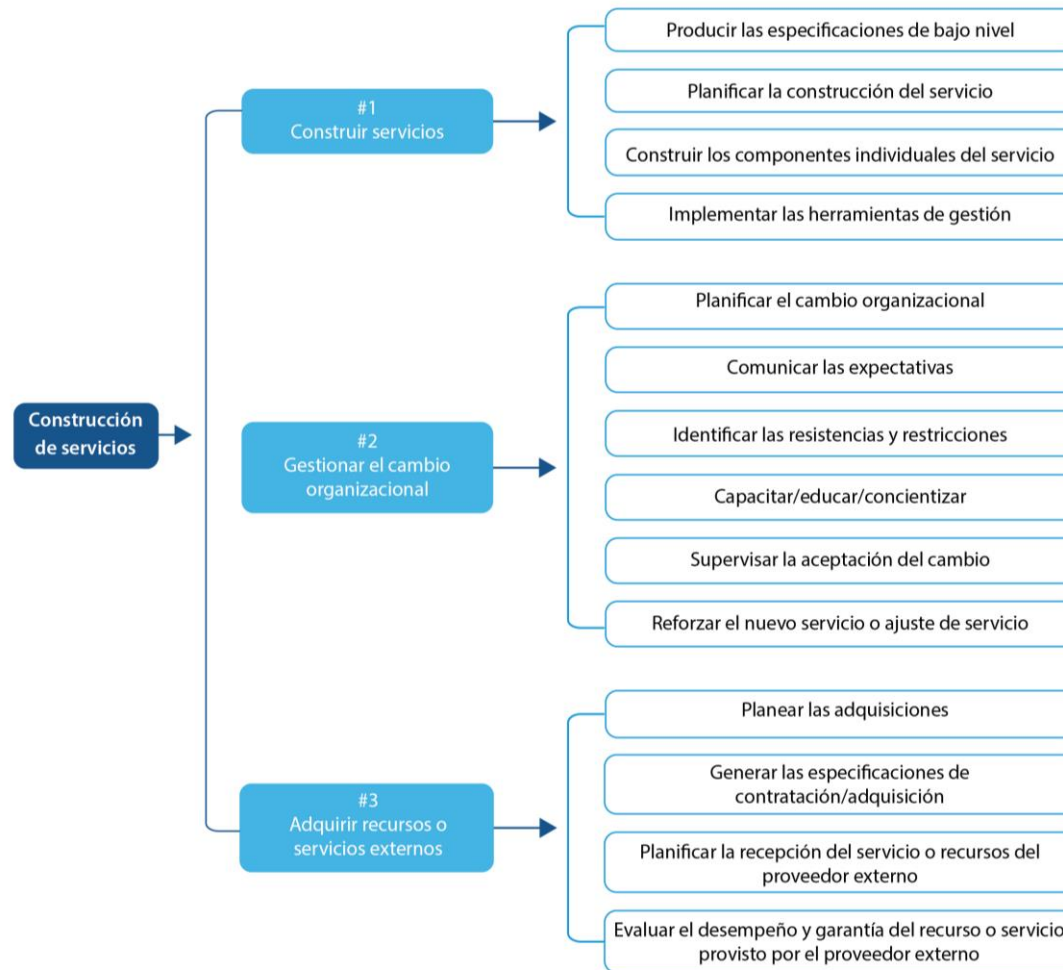 Construcción
de servicios
#1
Construir servicios
Producir las especificaciones de bajo nivel
Planificar la construcción del servicio
Construir los componentes individuales del servicio
Implementar las herramientas de gestión
#2
Gestionar el cambio
organizacional
Planificar el cambio organizacional
Comunicar las expectativas
Identificar las resistencias y restricciones
Capacitar/educar/concientizar
Supervisar la aceptación del cambio
Reforzar el nuevo servicio o ajuste de servicio
#3
Adquirir recursos o
servicios externos
Planear las adquisiciones
Generar las especificaciones de
contratación/adquisición
Planificar la recepción del servicio o recursos del
proveedor externo
Evaluar el desempeño y garantía del recurso o servicio
provisto por el proveedor externo